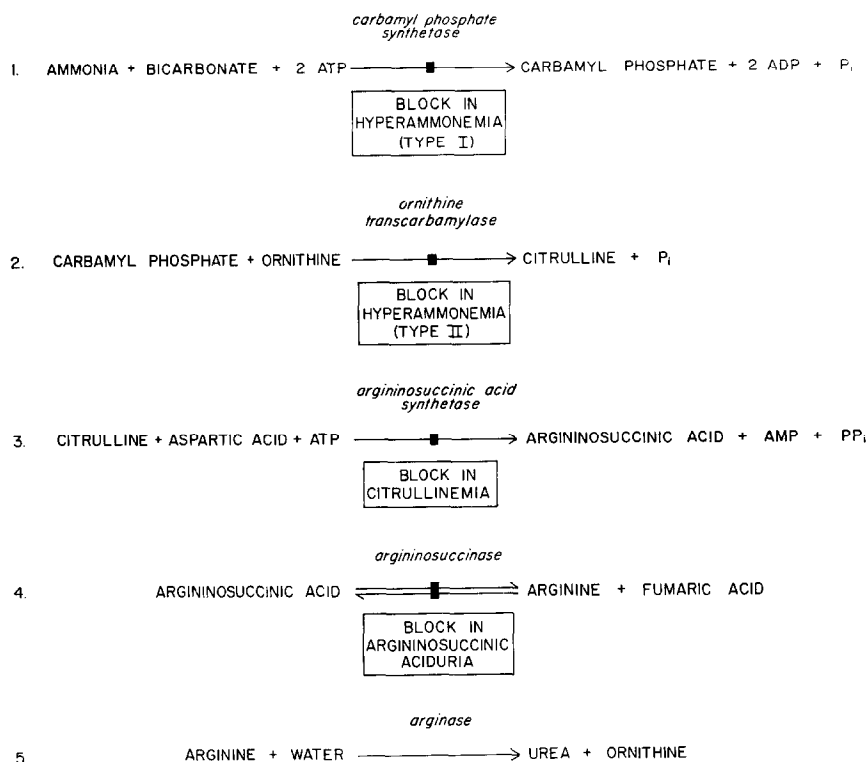 carbamyl phosphate
synthetase
1. AMMONIA + BICARBONATE + 2 ATP → CARBAMYL PHOSPHATE + 2 ADP + Pi
BLOCK IN
HYPERAMMONEMIA
(TYPE I)
ornithine
transcarbamylase
2. CARBAMYL PHOSPHATE + ORNITHINE → CITRULLINE + Pi
BLOCK IN
HYPERAMMONEMIA
(TYPE II)
argininosuccinic acid
synthetase
3. CITRULLINE + ASPARTIC ACID + ATP → ARGININOSUCCINIC ACID + AMP + PPi
BLOCK IN
CITRULLINEMIA
argininosuccinase
4. ARGININOSUCCINIC ACID ⇌ ARGININE + FUMARIC ACID
BLOCK IN
ARGININOSUCCINIC
ACIDURIA
arginase
5. ARGININE + WATER → UREA + ORNITHINE